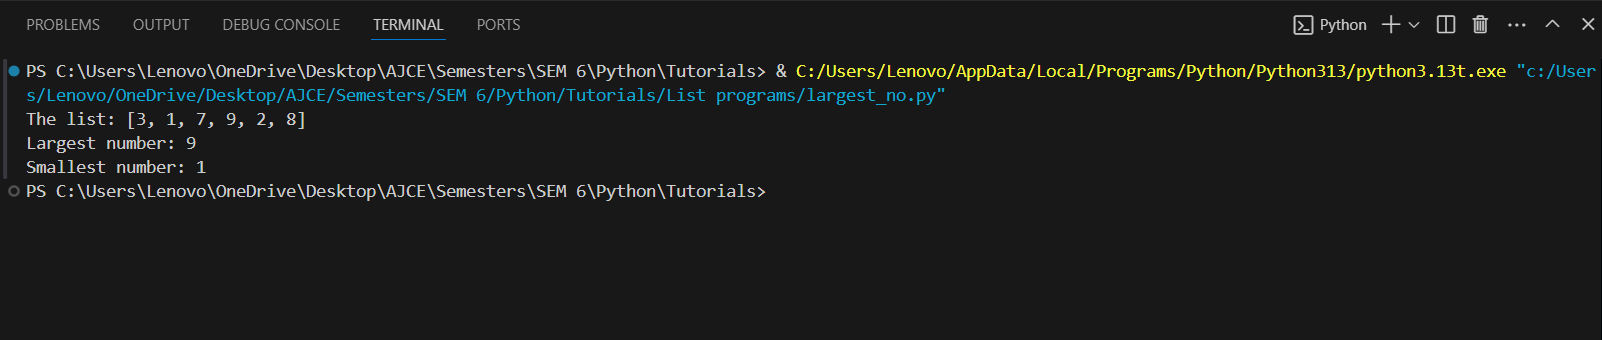 PROBLEMS OUTPUT DEBUG CONSOLE TERMINAL PORTS Python
PS C:\Users\Lenovo\OneDrive\Desktop\AJCE\Semesters\SEM 6\Python\Tutorials> & C:/Users/Lenovo/AppData/Local/Programs/Python/Python313/python3.13t.exe "c:/User
s/Lenovo/OneDrive/Desktop/AJCE/Semesters/SEM 6/Python/Tutorials/List programs/largest_no.py"
The list: [3, 1, 7, 9, 2, 8]
Largest number: 9
Smallest number: 1
PS C:\Users\Lenovo\OneDrive\Desktop\AJCE\Semesters\SEM 6\Python\Tutorials>